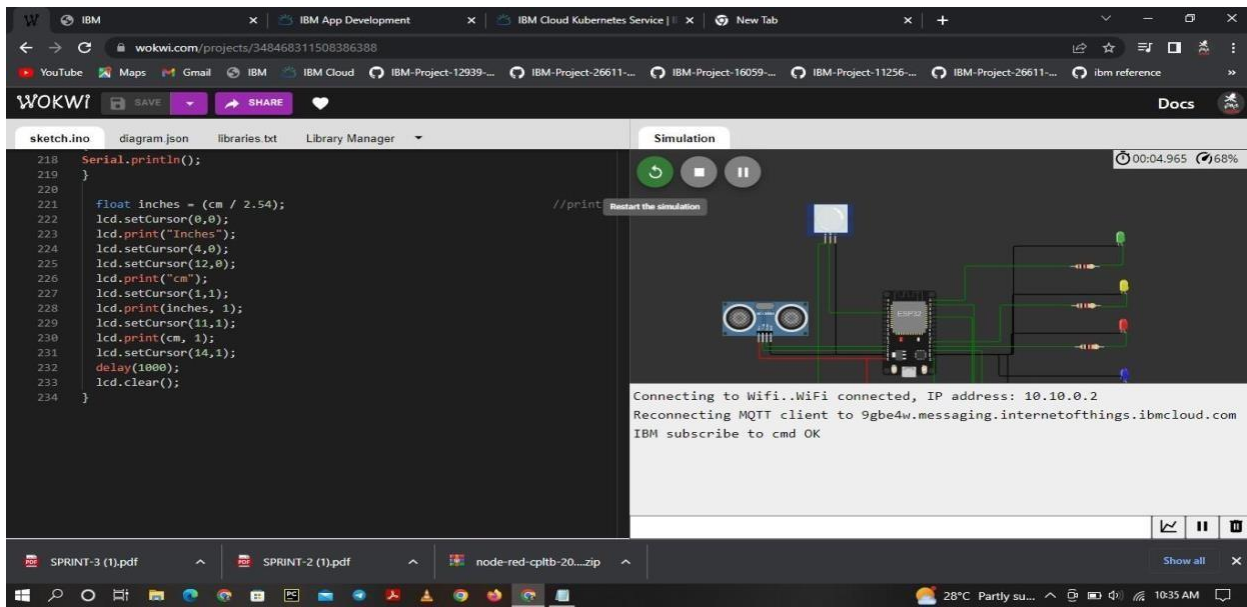 IBM
IBM App Development
IBM Cloud Kubernetes Service |
New Tab
wokwi.com/projects/348468311508386388
YouTube
Maps
Gmail
IBM
IBM Cloud
IBM-Project-12939-...
IBM-Project-26611-...
IBM-Project-16059-...
IBM-Project-11256-...
IBM-Project-26611-...
ibm reference
WOKWI
SAVE
SHARE
Docs
sketch.ino
diagram.json
libraries.txt
Library Manager
218 Serial.println();
219 }
220
221 float inches = (cm / 2.54); //print
222 lcd.setCursor(0,0);
223 lcd.print("Inches");
224 lcd.setCursor(4,0);
225 lcd.setCursor(12,0);
226 lcd.print("cm");
227 lcd.setCursor(1,1);
228 lcd.print(inches, 1);
229 lcd.setCursor(11,1);
230 lcd.print(cm, 1);
231 lcd.setCursor(14,1);
232 delay(1000);
233 lcd.clear();
234 }
Simulation
00:04.965 68%
Restart the simulation
ESP32
Connecting to Wifi..WiFi connected, IP address: 10.10.0.2
Reconnecting MQTT client to 9gbe4w.messaging.internetofthings.ibmcloud.com
IBM subscribe to cmd OK
SPRINT-3 (1).pdf
SPRINT-2 (1).pdf
node-red-cpltb-20....zip
Show all
28°C Partly su...
10:35 AM